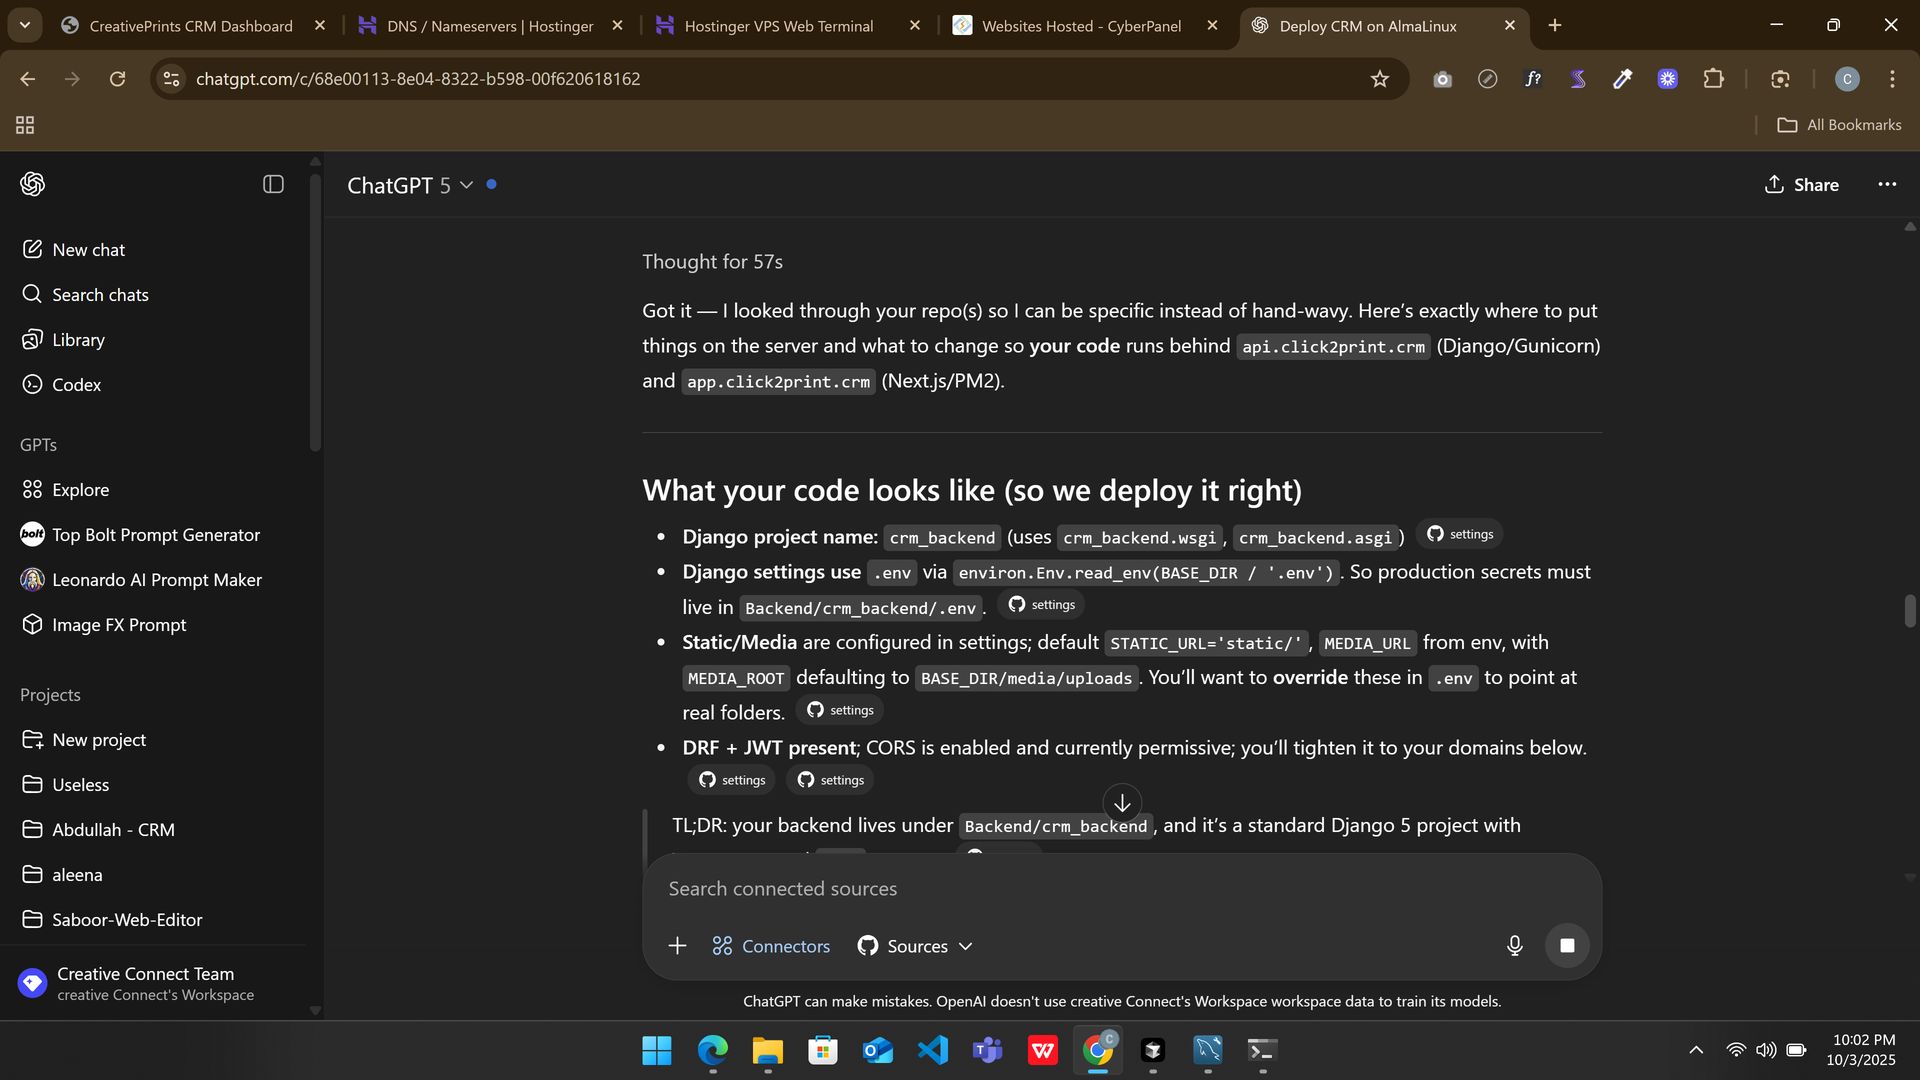 CreativePrints CRM Dashboard
DNS / Nameservers | Hostinger
Hostinger VPS Web Terminal
Websites Hosted - CyberPanel
Deploy CRM on AlmaLinux
chatgpt.com/c/68e00113-8e04-8322-b598-00f620618162
f?
C
All Bookmarks
ChatGPT 5
Share
New chat
Search chats
Library
Codex
GPTs
Explore
bolt
Top Bolt Prompt Generator
Leonardo AI Prompt Maker
Image FX Prompt
Projects
New project
Useless
Abdullah - CRM
aleena
Saboor-Web-Editor
Creative Connect Team
creative Connect's Workspace
Thought for 57s
Got it — I looked through your repo(s) so I can be specific instead of hand-wavy. Here’s exactly where to put
things on the server and what to change so your code runs behind api.click2print.crm (Django/Gunicorn)
and app.click2print.crm (Next.js/PM2).
What your code looks like (so we deploy it right)
• Django project name: crm_backend (uses crm_backend.wsgi, crm_backend.asgi) settings
• Django settings use .env via environ.Env.read_env(BASE_DIR / '.env'). So production secrets must
live in Backend/crm_backend/.env. settings
• Static/Media are configured in settings; default STATIC_URL='static/', MEDIA_URL from env, with
MEDIA_ROOT defaulting to BASE_DIR/media/uploads. You’ll want to override these in .env to point at
real folders. settings
• DRF + JWT present; CORS is enabled and currently permissive; you’ll tighten it to your domains below.
settings settings
TL;DR: your backend lives under Backend/crm_backend, and it’s a standard Django 5 project with
Search connected sources
Connectors
Sources
ChatGPT can make mistakes. OpenAI doesn't use creative Connect's Workspace workspace data to train its models.
C
10:02 PM
10/3/2025